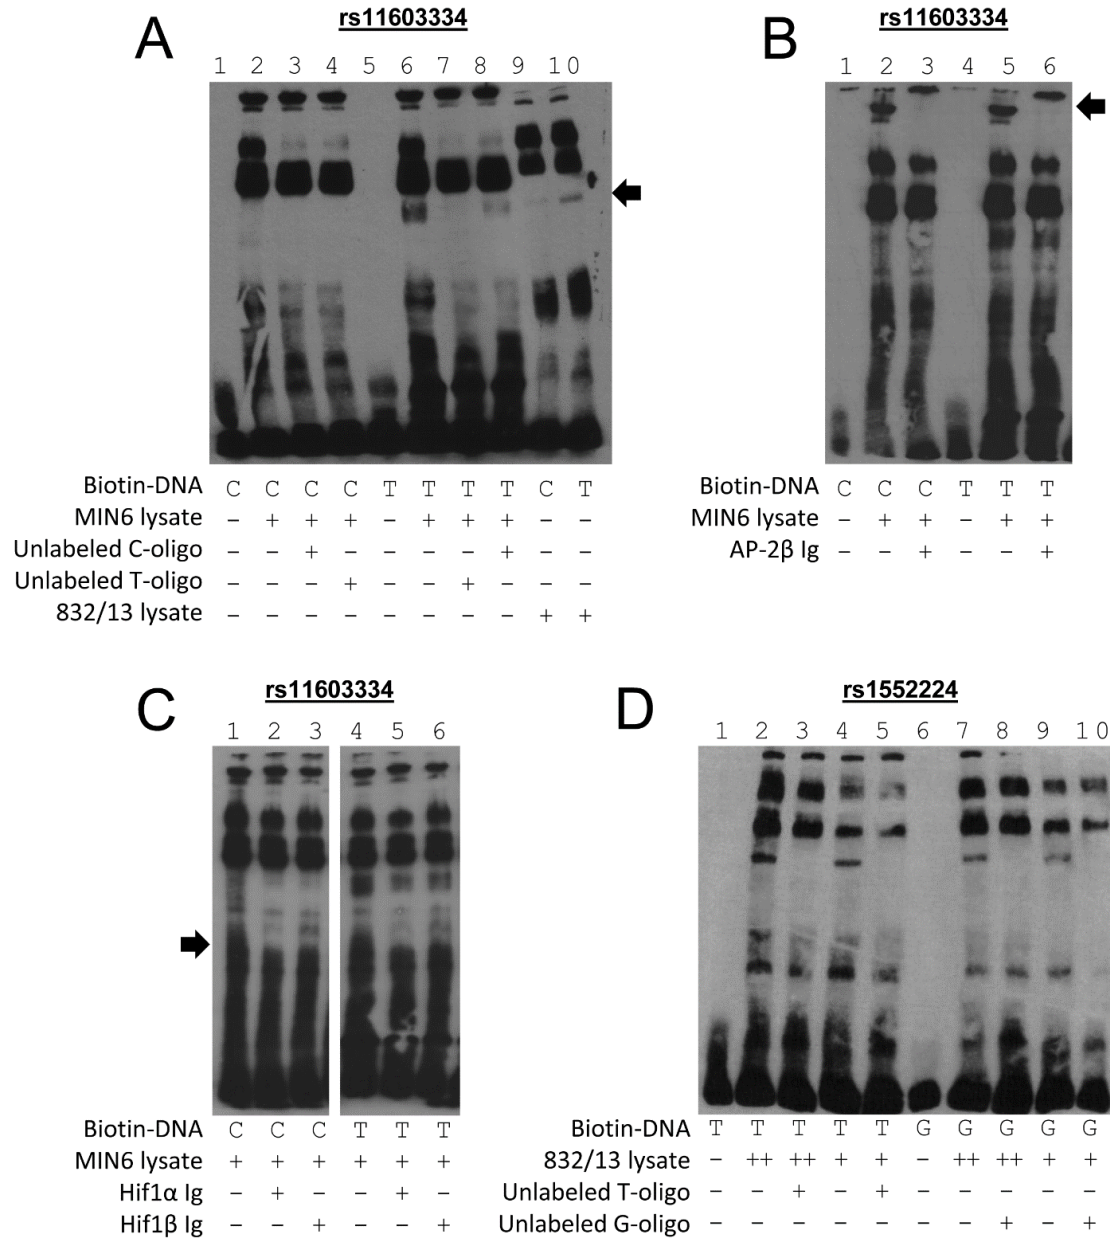 A
rs11603334
1 2 3 4 5 6 7 8 9 10
Biotin-DNA C C C C T T T T C T
MIN6 lysate – + + + – + + + – –
Unlabeled C-oligo – – + – – – – + – –
Unlabeled T-oligo – – – + – – + – – –
832/13 lysate – – – – – – – – + +
B
rs11603334
1 2 3 4 5 6
Biotin-DNA C C C T T T
MIN6 lysate – + + – + +
AP-2β Ig – – + – – +
C
rs11603334
1 2 3 4 5 6
Biotin-DNA C C C T T T
MIN6 lysate + + + + + +
Hif1α Ig – + – – + –
Hif1β Ig – – + – – +
D
rs1552224
1 2 3 4 5 6 7 8 9 10
Biotin-DNA T T T T T G G G G G
832/13 lysate – ++ ++ + + – ++ ++ + +
Unlabeled T-oligo – – + – + – – – – –
Unlabeled G-oligo – – – – – – – + – +